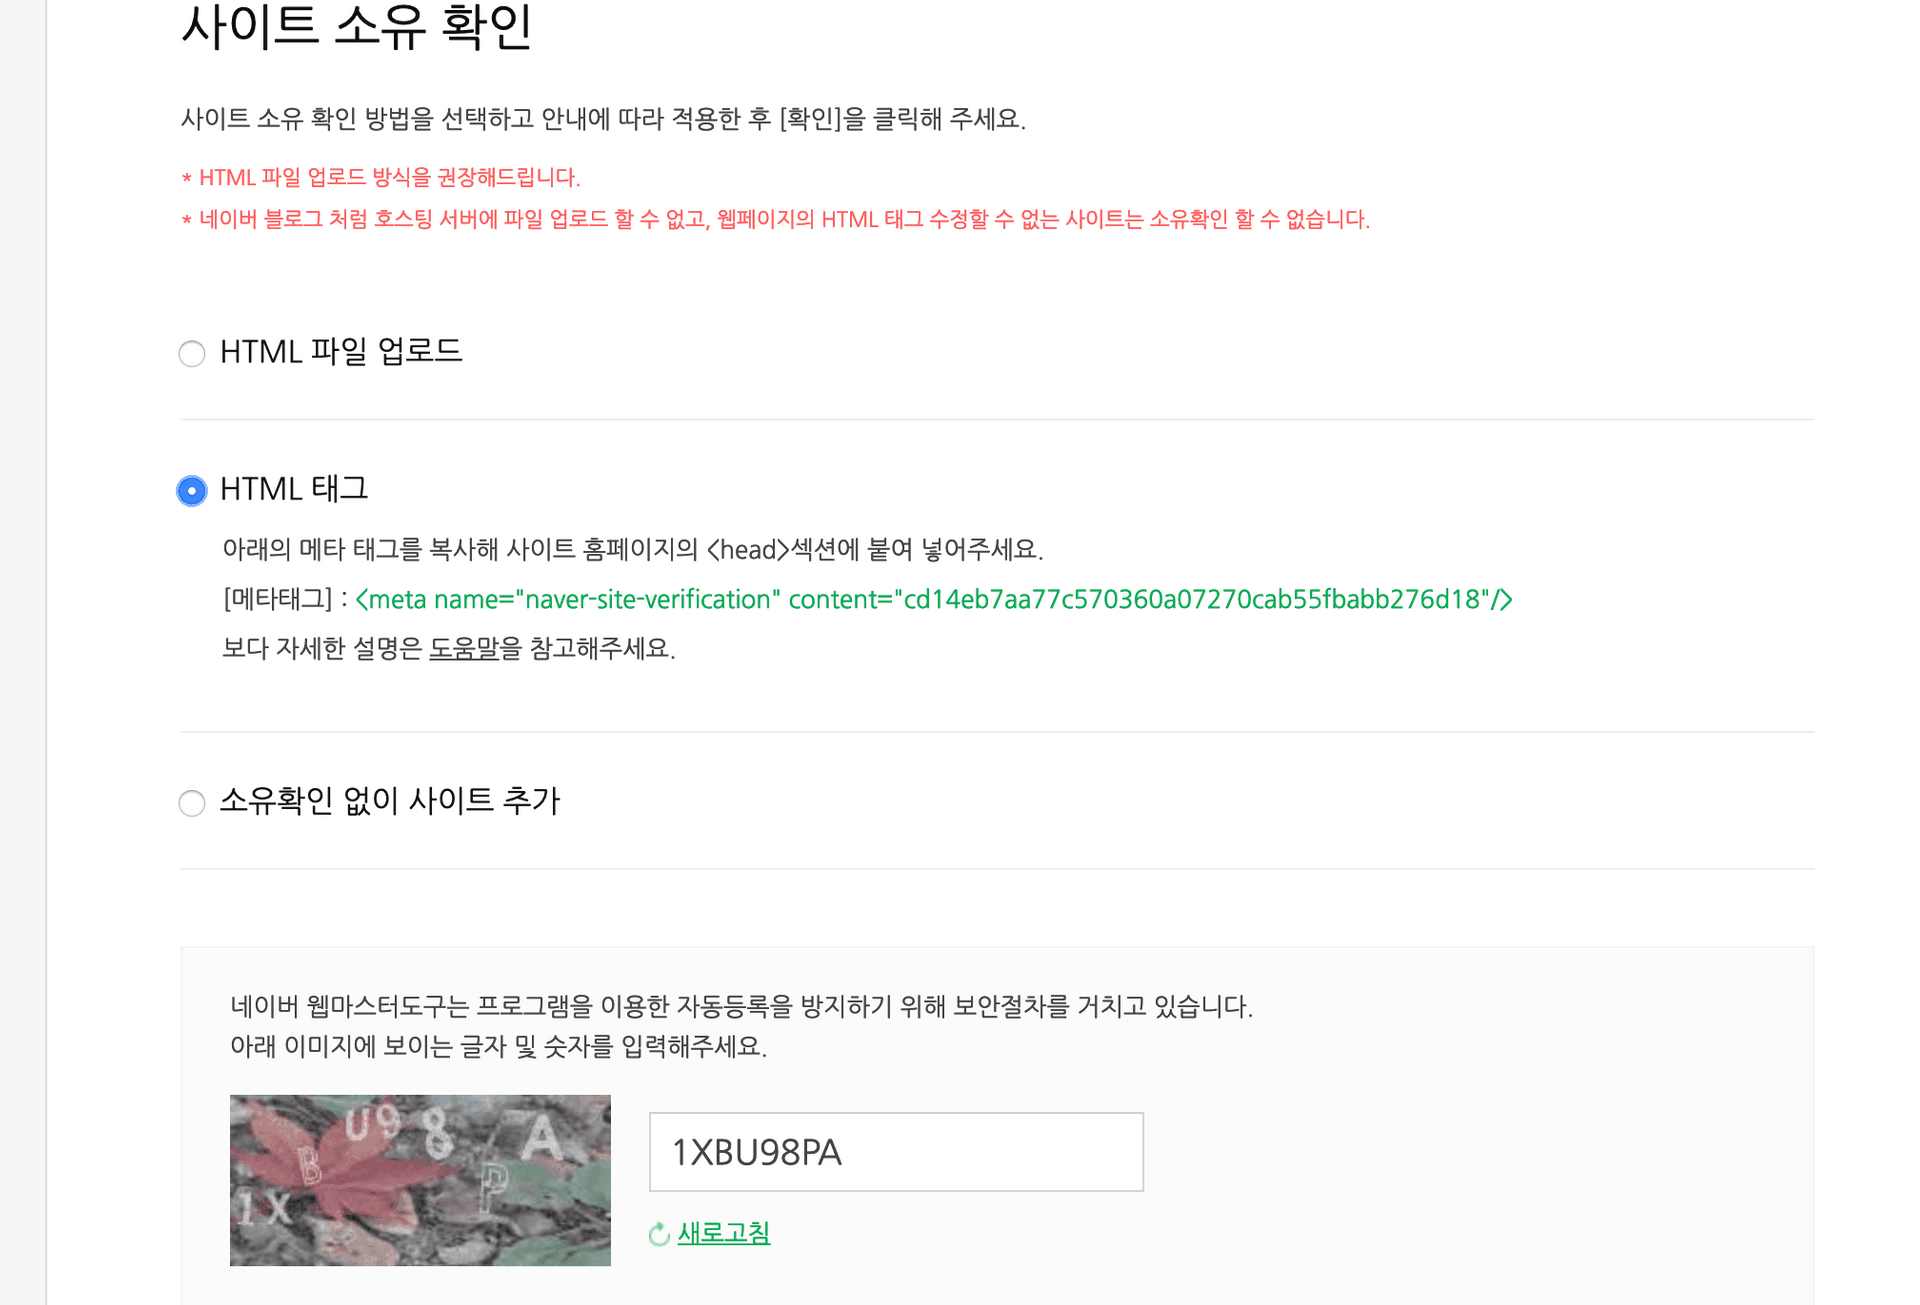 사이트 소유 확인
사이트 소유 확인 방법을 선택하고 안내에 따라 적용한 후 [확인]을 클릭해 주세요.
* HTML 파일 업로드 방식을 권장해드립니다.
* 네이버 블로그 처럼 호스팅 서버에 파일 업로드 할 수 없고, 웹페이지의 HTML 태그 수정할 수 없는 사이트는 소유확인 할 수 없습니다.
HTML 파일 업로드
HTML 태그
아래의 메타 태그를 복사해 사이트 홈페이지의 <head>섹션에 붙여 넣어주세요.
[메타태그] : <meta name="naver-site-verification" content="cd14eb7aa77c570360a07270cab55fbabb276d18"/>
보다 자세한 설명은 도움말을 참고해주세요.
소유확인 없이 사이트 추가
네이버 웹마스터도구는 프로그램을 이용한 자동등록을 방지하기 위해 보안절차를 거치고 있습니다.
아래 이미지에 보이는 글자 및 숫자를 입력해주세요.
1XBU98PA
1XBU98PA
새로고침